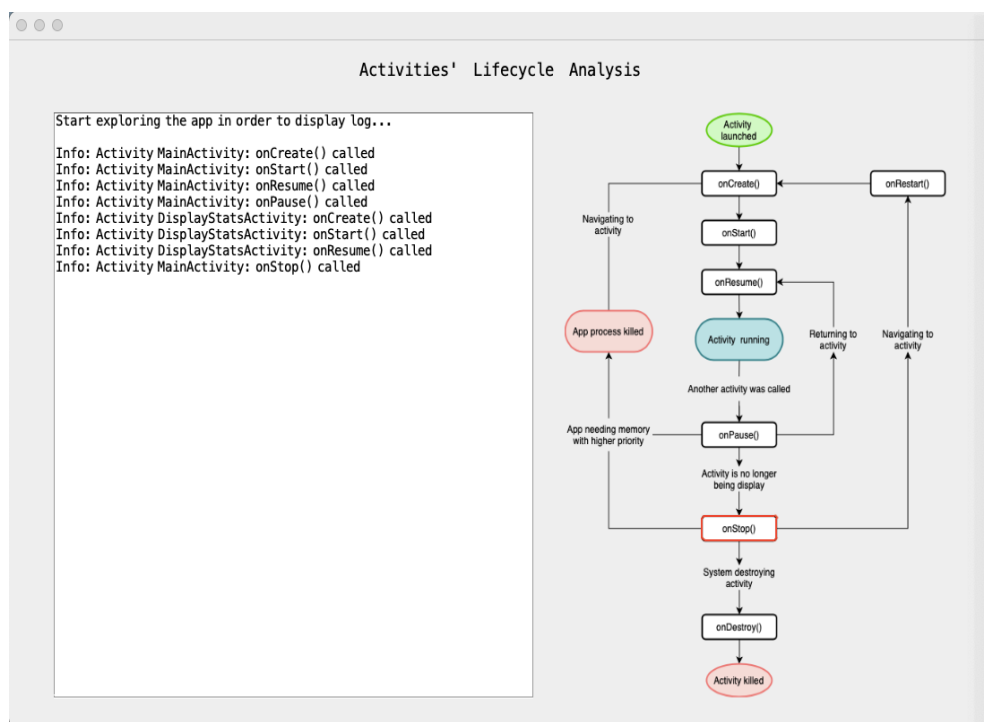 Activities' Lifecycle Analysis
Start exploring the app in order to display log...
Info: Activity MainActivity: onCreate() called
Info: Activity MainActivity: onStart() called
Info: Activity MainActivity: onResume() called
Info: Activity MainActivity: onPause() called
Info: Activity DisplayStatsActivity: onCreate() called
Info: Activity DisplayStatsActivity: onStart() called
Info: Activity DisplayStatsActivity: onResume() called
Info: Activity MainActivity: onStop() called
Activity
launched
onCreate()
onRestart()
Navigating to
activity
onStart()
onResume()
App process killed
Activity running
Returning to
activity
Navigating to
activity
Another activity was called
App needing memory
with higher priority
onPause()
Activity is no longer
being display
onStop()
System destroying
activity
onDestroy()
Activity killed